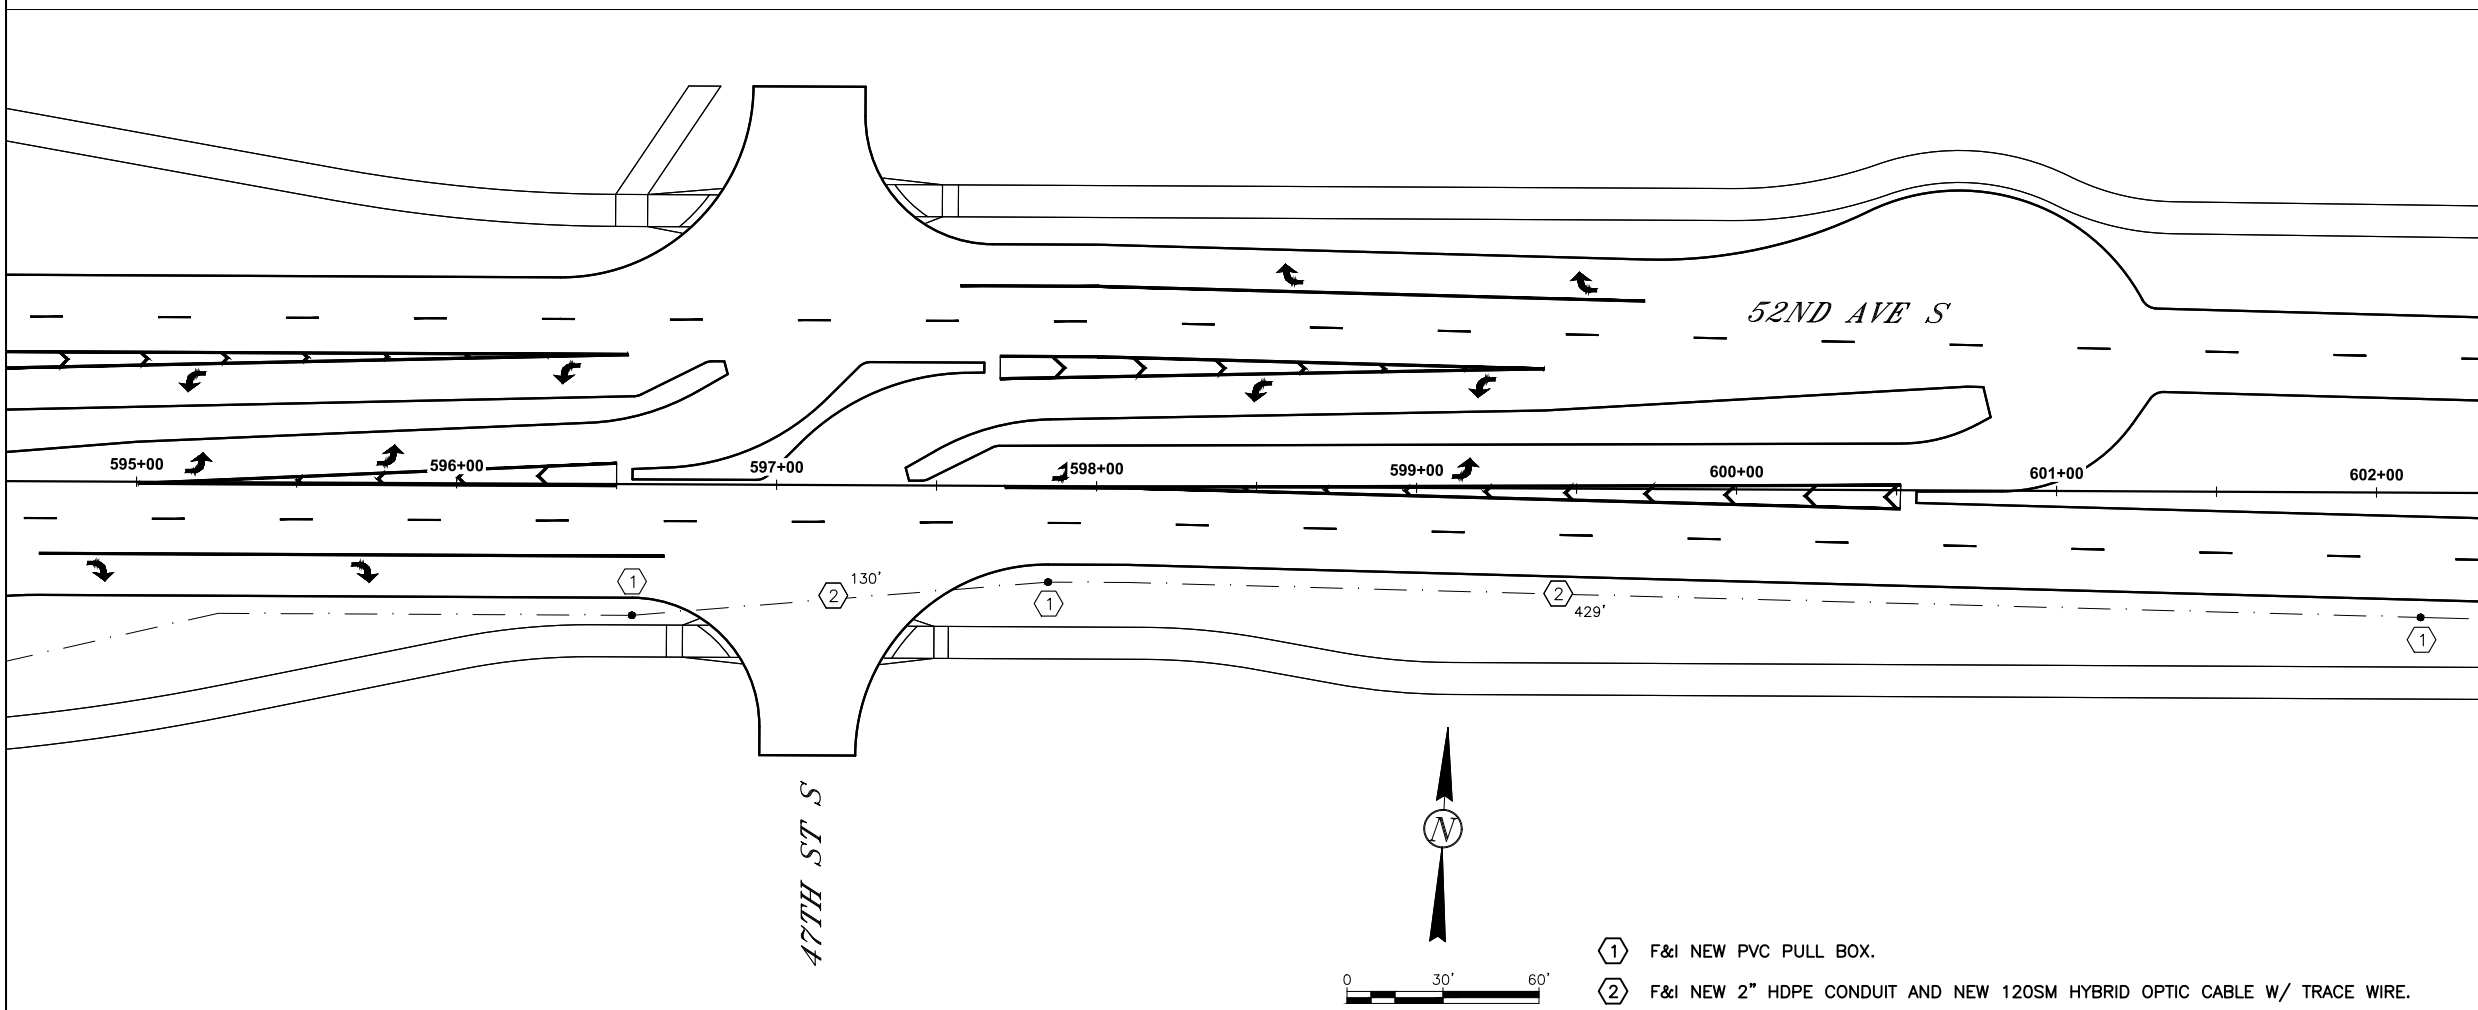 52ND AVE S
595+00
596+00
597+00
598+00
599+00
600+00
601+00
602+00
1
2
130'
1
2
429'
1
47TH ST S
N
0 30' 60'
1 F&I NEW PVC PULL BOX.
2 F&I NEW 2" HDPE CONDUIT AND NEW 120SM HYBRID OPTIC CABLE W/ TRACE WIRE.